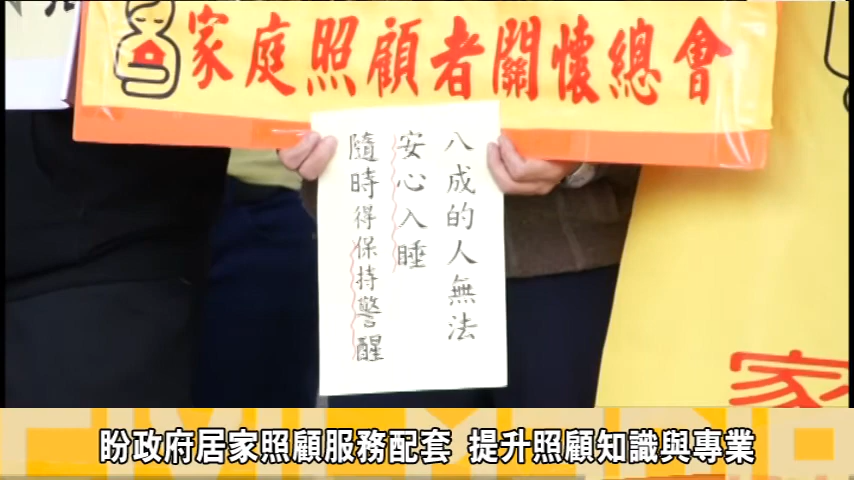 家庭照顧者關懷總會
八成的人無法
安心入睡
隨時得保持警醒
家
盼政府居家照顧服務配套 提升照顧知識與專業